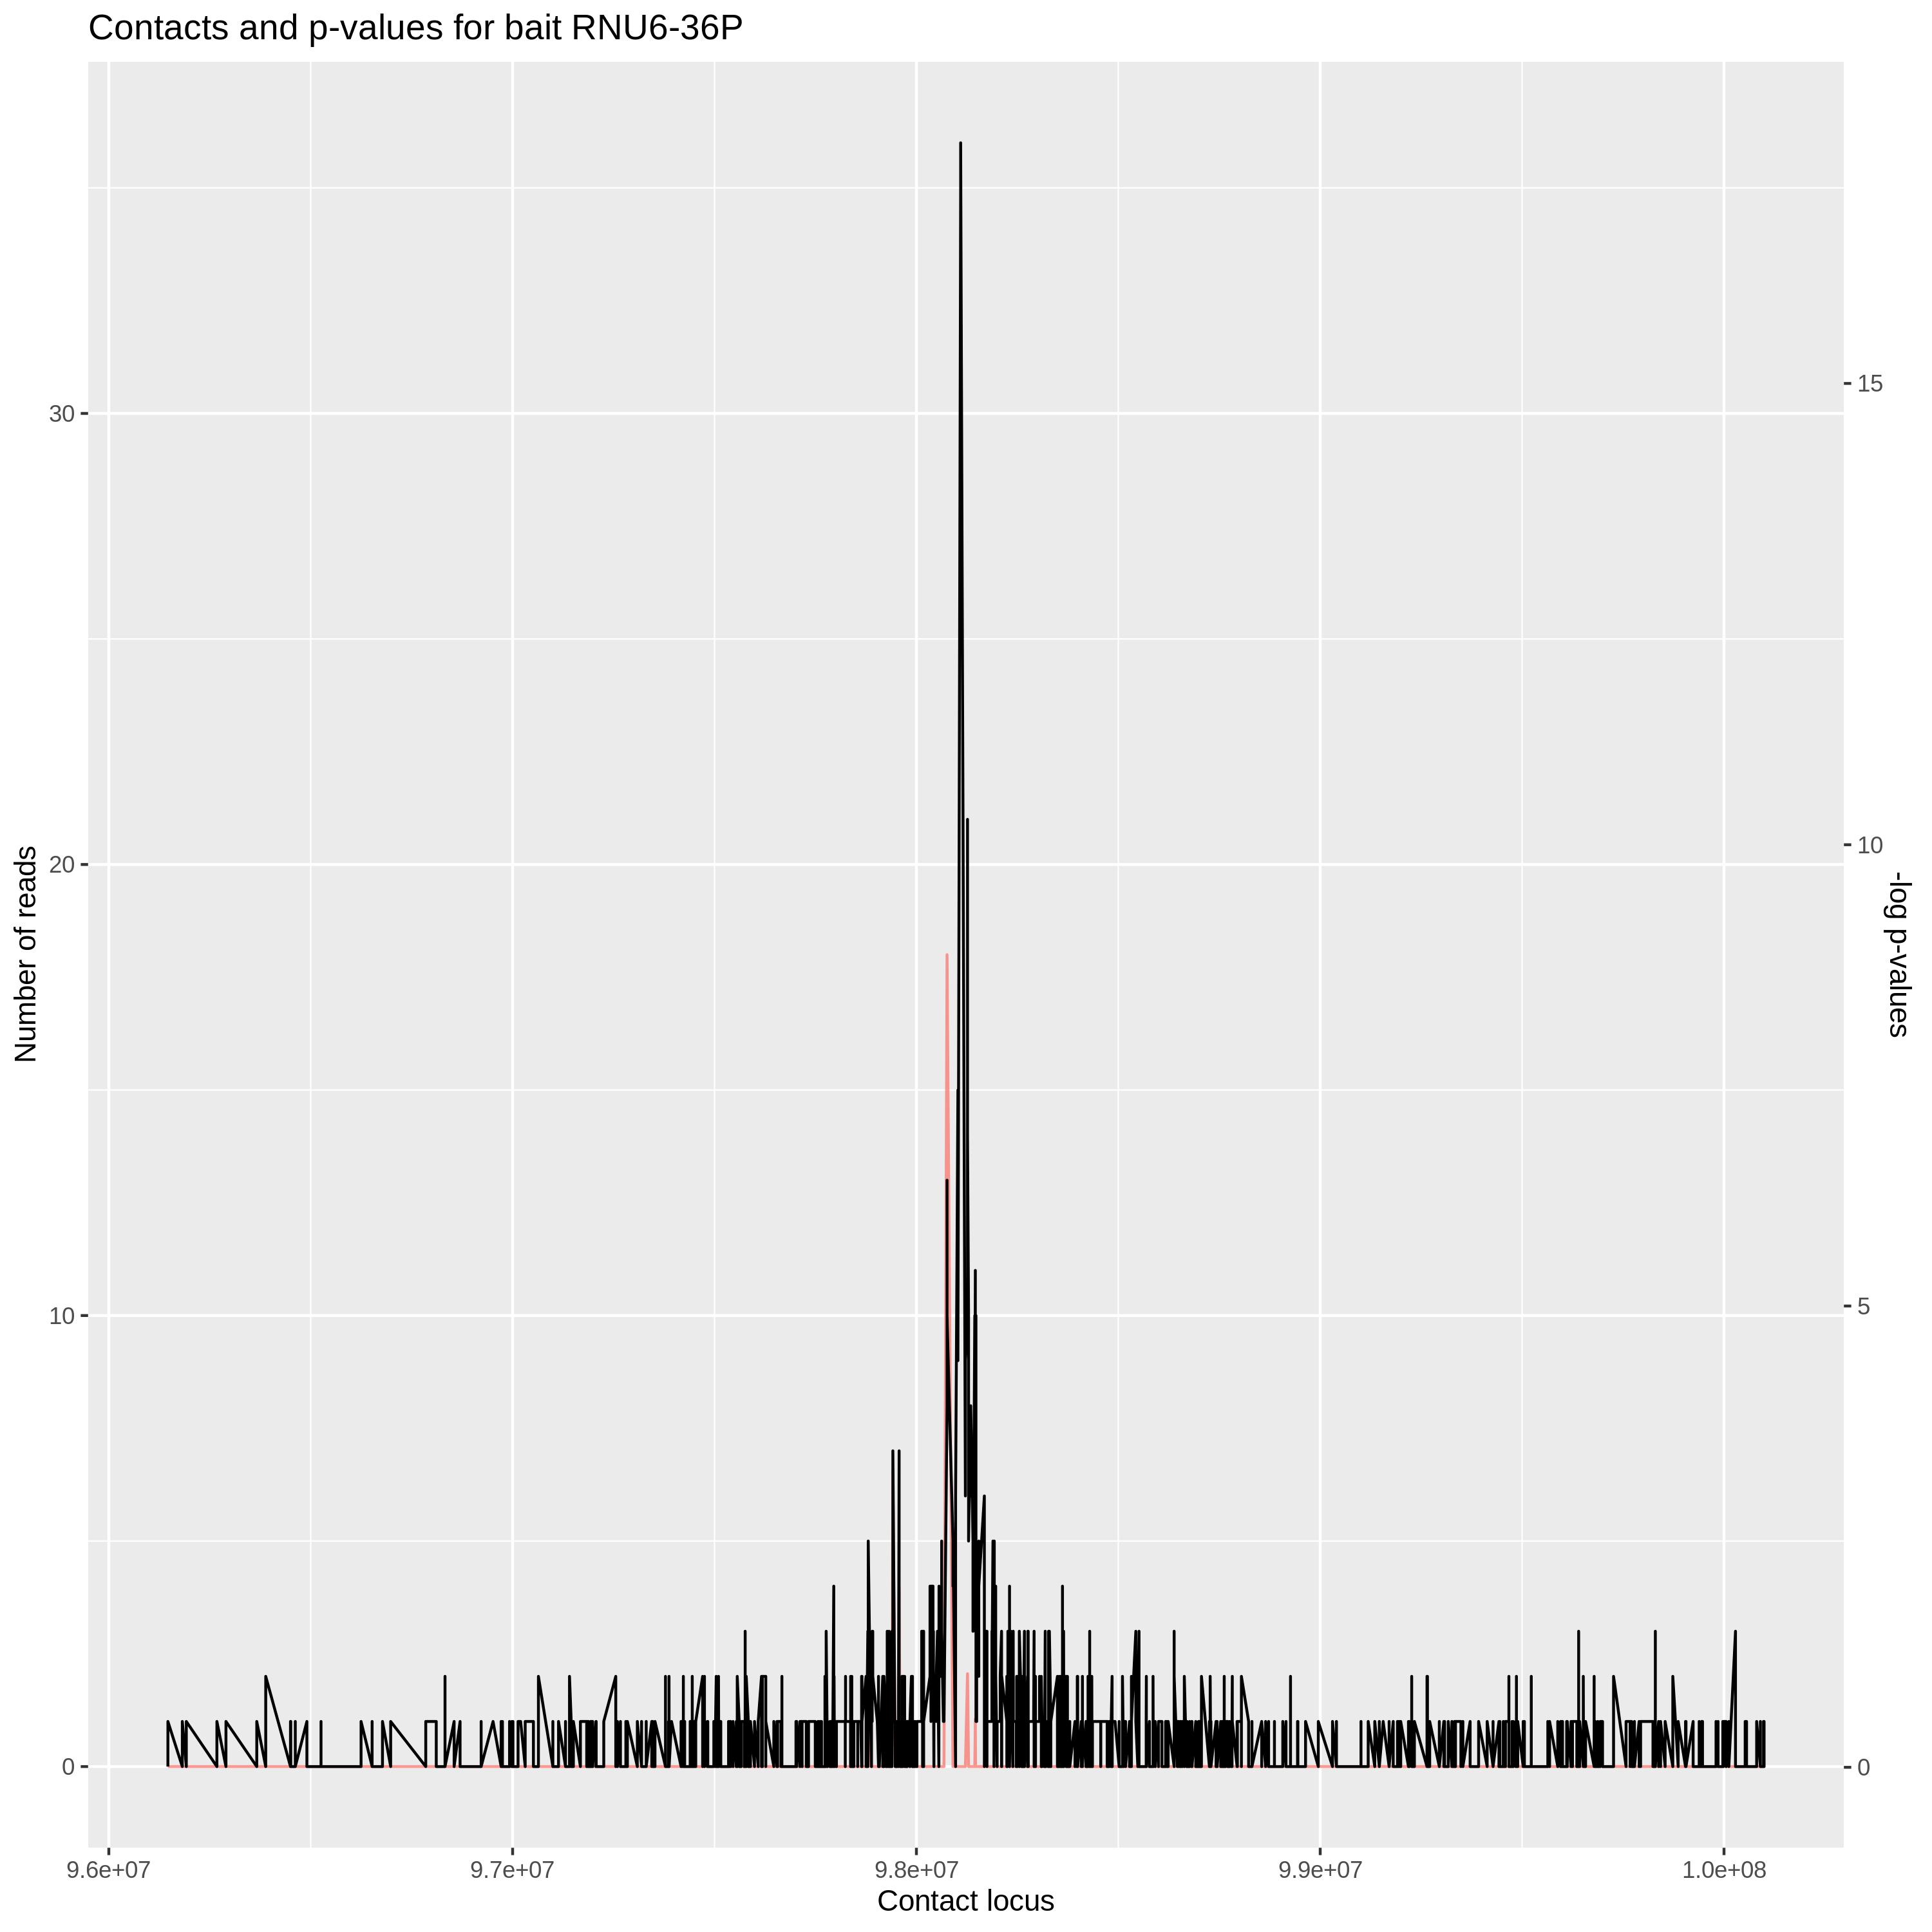 Contacts and p-values for bait RNU6-36P
Number of reads
30
20
10
0
15
10
5
0
-log p-values
9.6e+07 9.7e+07 9.8e+07 9.9e+07 1.0e+08
Contact locus